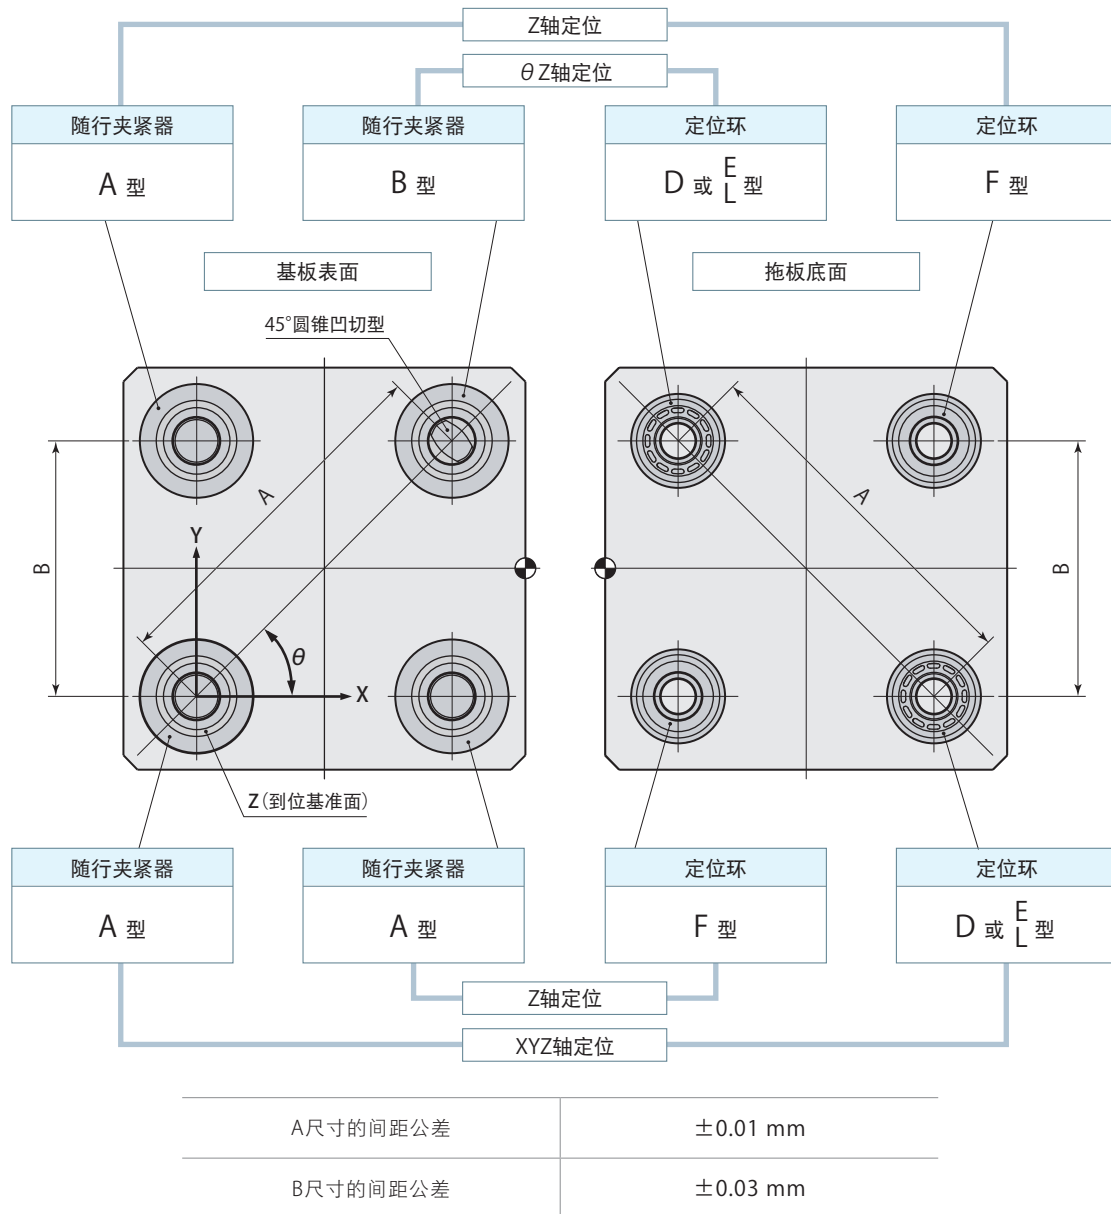 Z轴定位
θ Z轴定位
随行夹紧器
随行夹紧器
定位环
定位环
A 型
B 型
D 或 E L 型
F 型
基板表面
拖板底面
45°圆锥凹切型
A
A
Y
B
B
θ
X
Z（到位基准面）
随行夹紧器
随行夹紧器
定位环
定位环
A 型
A 型
F 型
D 或 E L 型
Z轴定位
XYZ轴定位
A尺寸的间距公差 ±0.01 mm
B尺寸的间距公差 ±0.03 mm